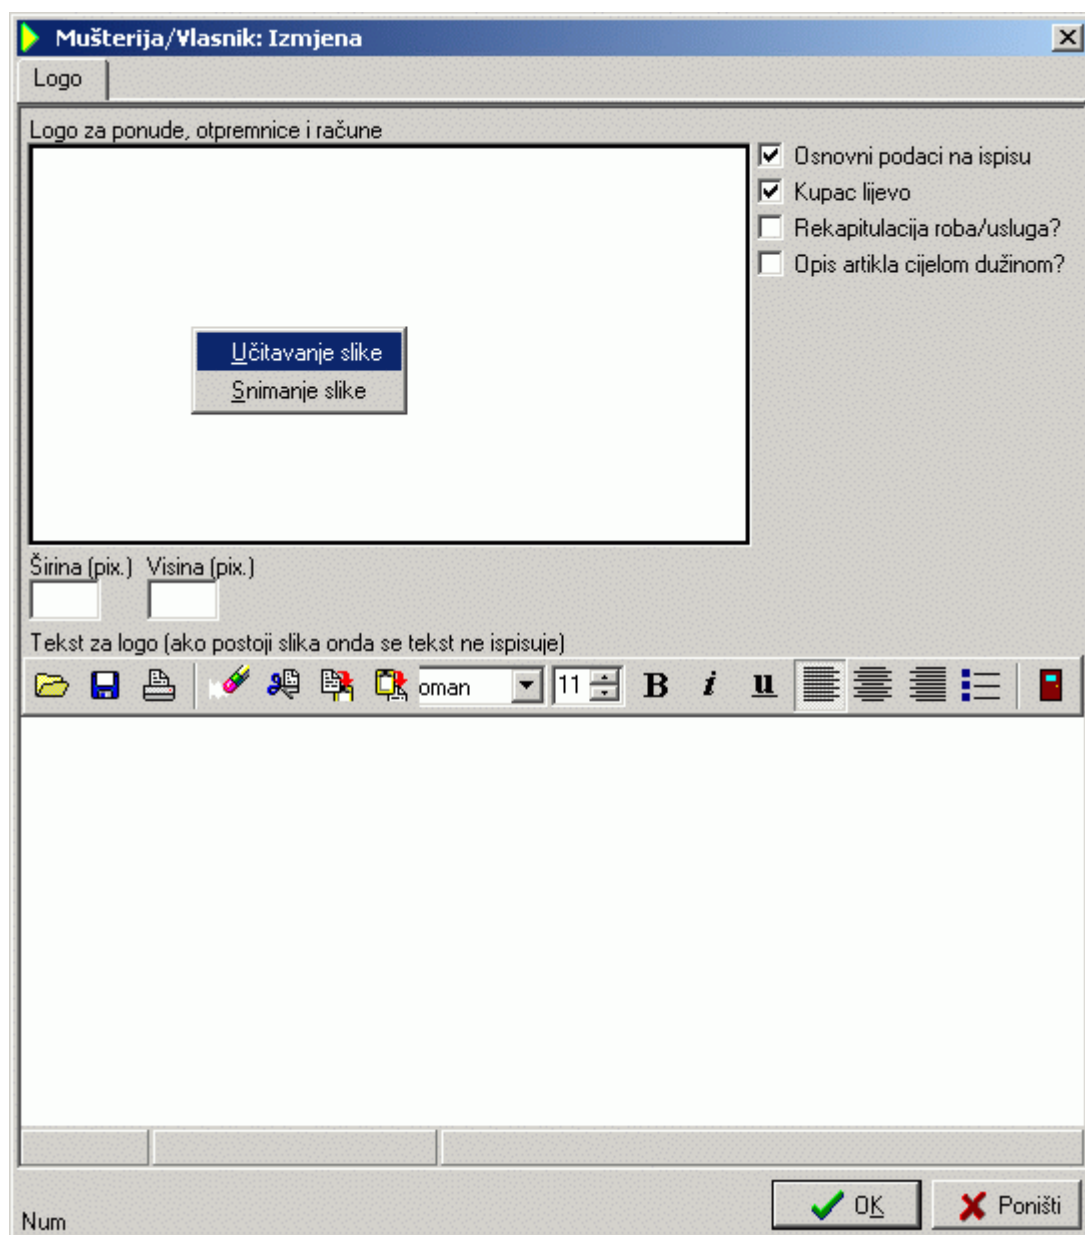 Mušterija/Vlasnik: Izmjena
Logo
Logo za ponude, otpremnice i račune
Osnovni podaci na ispisu
Kupac lijevo
Rekapitulacija roba/usluga?
Opis artikla cijelom dužinom?
Učitavanje slike
Snimanje slike
Širina (pix.) Visina (pix.)
Tekst za logo (ako postoji slika onda se tekst ne ispisuje)
oman 11 B i u
OK Poništi
Num